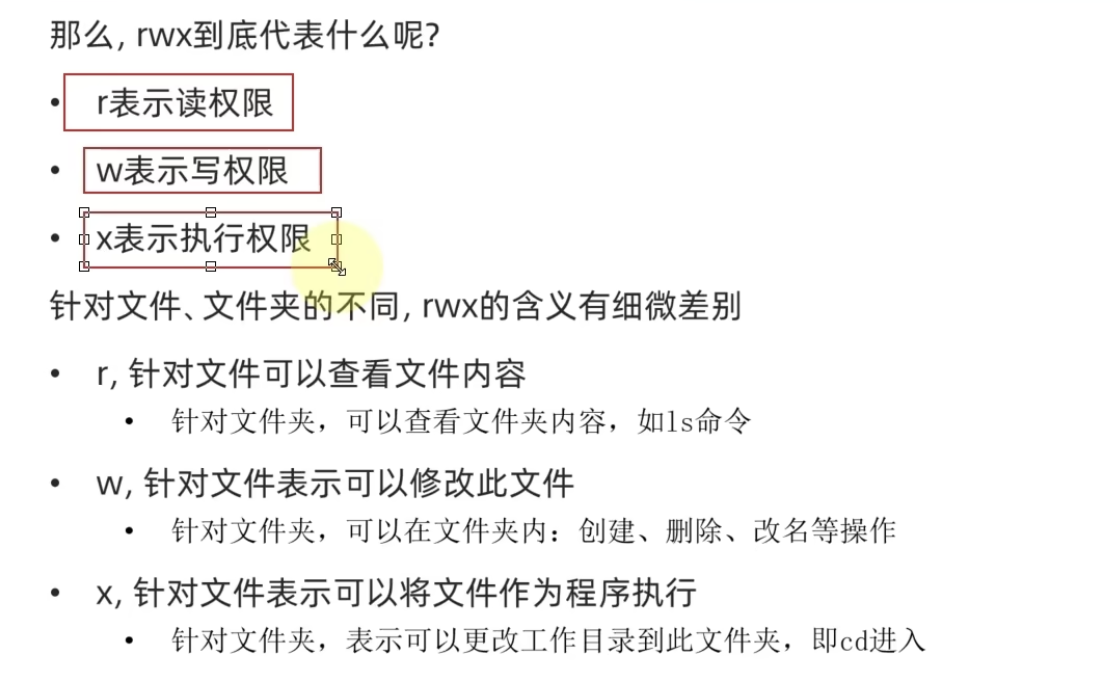 那么, rwx到底代表什么呢?
• r表示读权限
• w表示写权限
• x表示执行权限
针对文件、文件夹的不同, rwx的含义有细微差别
• r, 针对文件可以查看文件内容
• 针对文件夹，可以查看文件夹内容，如ls命令
• w, 针对文件表示可以修改此文件
• 针对文件夹，可以在文件夹内：创建、删除、改名等操作
• x, 针对文件表示可以将文件作为程序执行
• 针对文件夹，表示可以更改工作目录到此文件夹，即cd进入